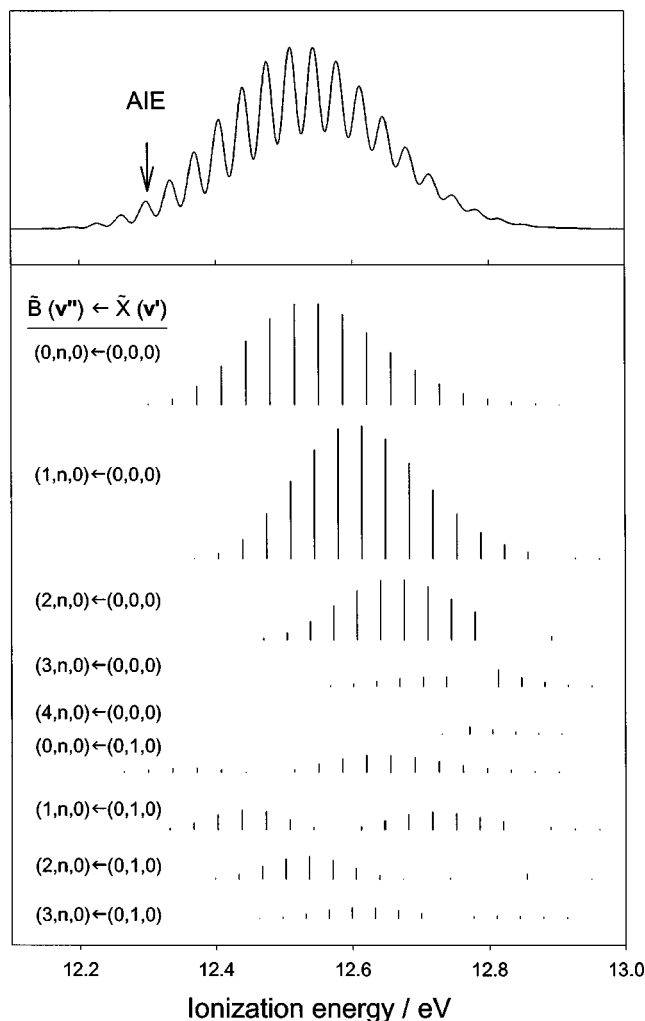 AIE
B̃ (v'') ← X̃ (v')
(0,n,0)←(0,0,0)
(1,n,0)←(0,0,0)
(2,n,0)←(0,0,0)
(3,n,0)←(0,0,0)
(4,n,0)←(0,0,0)
(0,n,0)←(0,1,0)
(1,n,0)←(0,1,0)
(2,n,0)←(0,1,0)
(3,n,0)←(0,1,0)
12.2 12.4 12.6 12.8 13.0
Ionization energy / eV